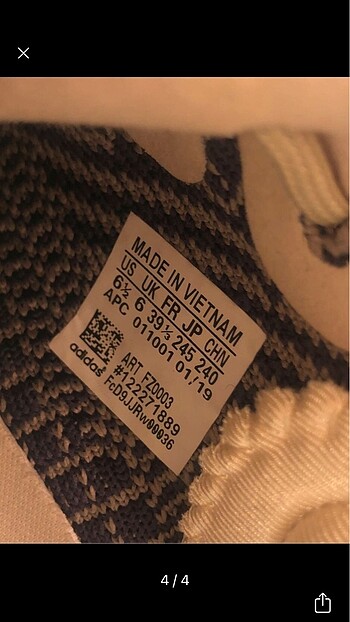 MADE IN VIETNAM
US UK FR JP CHN
6½ 6 39⅓ 245 240
APC 011001 01/19
ART FZ0003
#122271889
FcD9JJRw00036
adidas
4 / 4